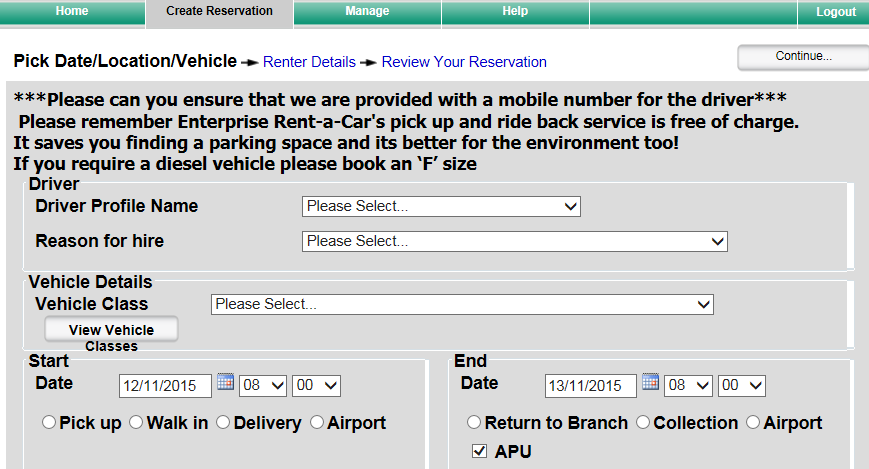 Home Create Reservation Manage Help Logout
Pick Date/Location/Vehicle Renter Details Review Your Reservation Continue...
***Please can you ensure that we are provided with a mobile number for the driver***
Please remember Enterprise Rent-a-Car's pick up and ride back service is free of charge.
It saves you finding a parking space and its better for the environment too!
If you require a diesel vehicle please book an ‘F’ size
Driver
Driver Profile Name Please Select...
Reason for hire Please Select...
Vehicle Details
Vehicle Class Please Select...
View Vehicle
Classes
Start End
Date 12/11/2015 08 00 Date 13/11/2015 08 00
Pick up Walk in Delivery Airport Return to Branch Collection Airport
APU